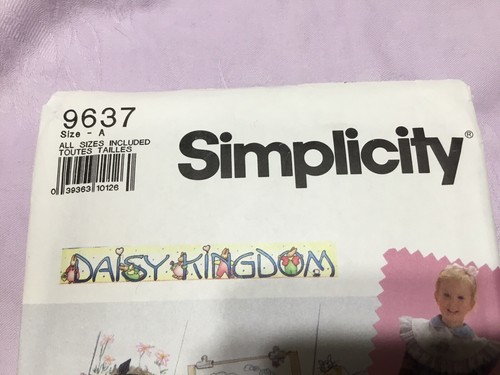 9637
Size - A
ALL SIZES INCLUDED
TOUTES TAILLES
0 39363 10126
Simplicity®
DAISY KINGDOM